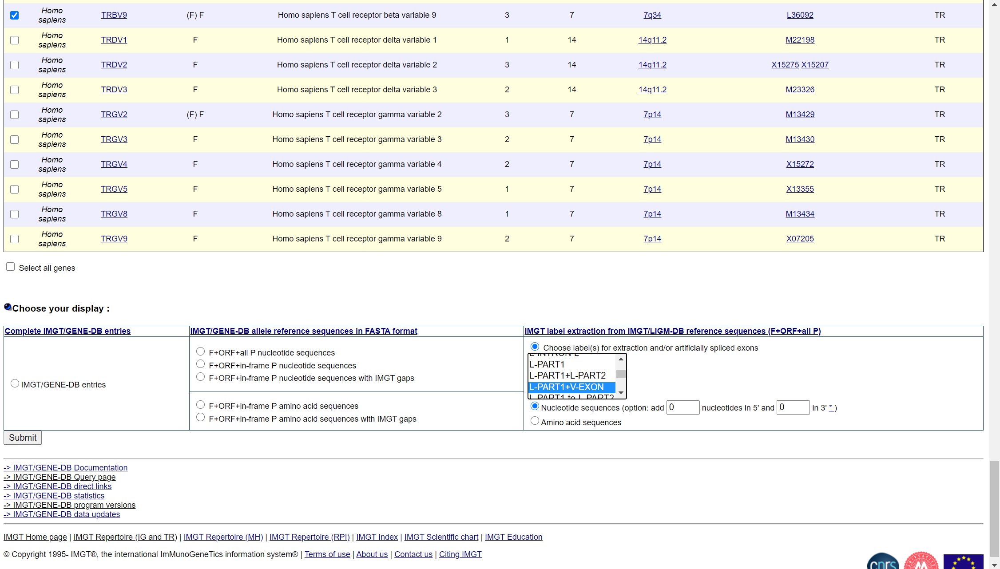 Homo sapiens TRBV9 (F) F Homo sapiens T cell receptor beta variable 9 3 7 7q34 L36092 TR
Homo sapiens TRDV1 F Homo sapiens T cell receptor delta variable 1 1 14 14q11.2 M22198 TR
Homo sapiens TRDV2 F Homo sapiens T cell receptor delta variable 2 3 14 14q11.2 X15275 X15207 TR
Homo sapiens TRDV3 F Homo sapiens T cell receptor delta variable 3 2 14 14q11.2 M23326 TR
Homo sapiens TRGV2 (F) F Homo sapiens T cell receptor gamma variable 2 3 7 7p14 M13429 TR
Homo sapiens TRGV3 F Homo sapiens T cell receptor gamma variable 3 2 7 7p14 M13430 TR
Homo sapiens TRGV4 F Homo sapiens T cell receptor gamma variable 4 2 7 7p14 X15272 TR
Homo sapiens TRGV5 F Homo sapiens T cell receptor gamma variable 5 1 7 7p14 X13355 TR
Homo sapiens TRGV8 F Homo sapiens T cell receptor gamma variable 8 1 7 7p14 M13434 TR
Homo sapiens TRGV9 F Homo sapiens T cell receptor gamma variable 9 2 7 7p14 X07205 TR
Select all genes
Choose your display :
Complete IMGT/GENE-DB entries
IMGT/GENE-DB entries
IMGT/GENE-DB allele reference sequences in FASTA format
F+ORF+all P nucleotide sequences
F+ORF+in-frame P nucleotide sequences
F+ORF+in-frame P nucleotide sequences with IMGT gaps
F+ORF+in-frame P amino acid sequences
F+ORF+in-frame P amino acid sequences with IMGT gaps
IMGT label extraction from IMGT/LIGM-DB reference sequences (F+ORF+all P)
Choose label(s) for extraction and/or artificially spliced exons
L-INTRON-L
L-PART1
L-PART1+L-PART2
L-PART1+V-EXON
L-PART1 to L-PART2
Nucleotide sequences (option: add 0 nucleotides in 5' and 0 in 3' * )
Amino acid sequences
Submit
-> IMGT/GENE-DB Documentation
-> IMGT/GENE-DB Query page
-> IMGT/GENE-DB direct links
-> IMGT/GENE-DB statistics
-> IMGT/GENE-DB program versions
-> IMGT/GENE-DB data updates
IMGT Home page | IMGT Repertoire (IG and TR) | IMGT Repertoire (MH) | IMGT Repertoire (RPI) | IMGT Index | IMGT Scientific chart | IMGT Education
© Copyright 1995- IMGT®, the international ImMunoGeneTics information system® | Terms of use | About us | Contact us | Citing IMGT
cnrs